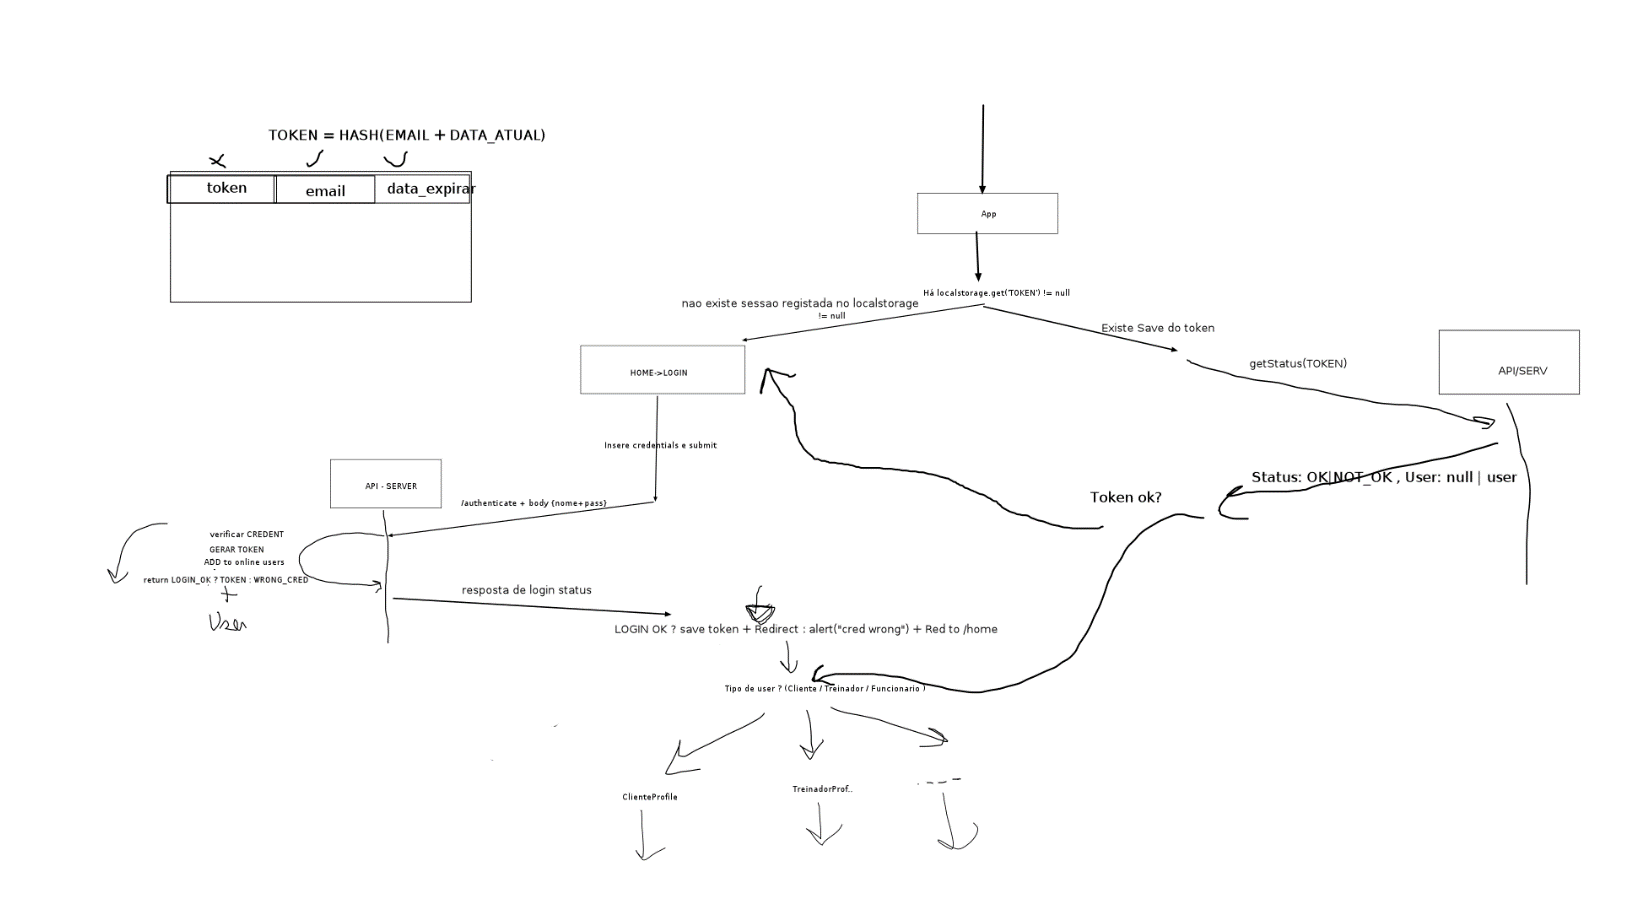 TOKEN = HASH(EMAIL + DATA_ATUAL)
token
email
data_expirar
App
Há localstorage.get('TOKEN') != null
nao existe sessao registada no localstorage
!= null
Existe Save do token
getStatus(TOKEN)
API/SERV
HOME->LOGIN
Insere credentials e submit
API - SERVER
/authenticate + body {nome+pass}
Status: OK|NOT_OK , User: null | user
Token ok?
verificar CREDENT
GERAR TOKEN
ADD to online users
return LOGIN_OK ? TOKEN : WRONG_CRED
+
User
resposta de login status
LOGIN OK ? save token + Redirect : alert("cred wrong") + Red to /home
Tipo de user ? (Cliente / Treinador / Funcionario )
ClienteProfile
TreinadorProf..
- - - -